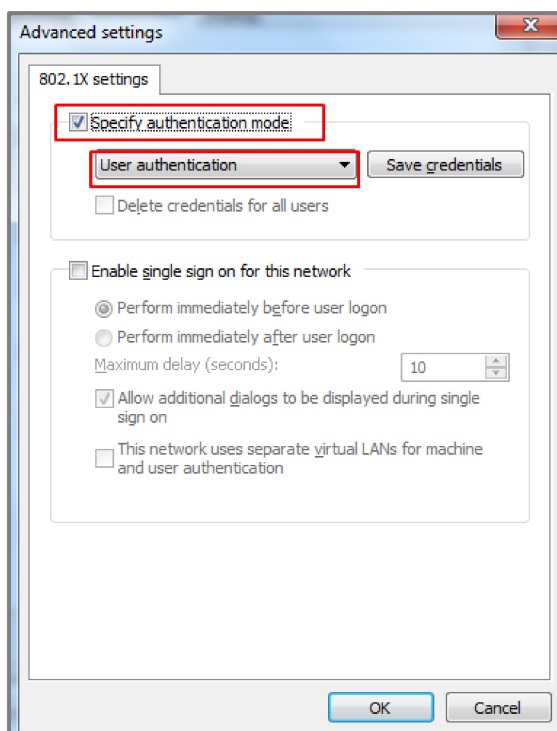 Advanced settings
802.1X settings
Specify authentication mode
User authentication
Save credentials
Delete credentials for all users
Enable single sign on for this network
Perform immediately before user logon
Perform immediately after user logon
Maximum delay (seconds):
10
Allow additional dialogs to be displayed during single
sign on
This network uses separate virtual LANs for machine
and user authentication
OK
Cancel